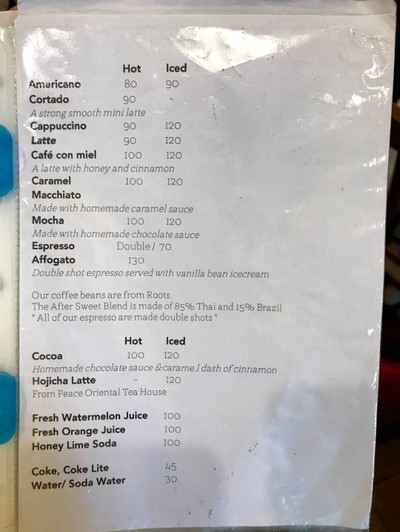 Hot Iced
Americano 80 90
Cortado 90 -
A strong smooth mini latte
Cappuccino 90 120
Latte 90 120
Café con miel 100 120
A latte with honey and cinnamon
Caramel 100 120
Macchiato
Made with homemade caramel sauce
Mocha 100 120
Made with homemade chocolate sauce
Espresso Double / 70
Affogato 130
Double shot espresso served with vanilla bean icecream
Our coffee beans are from Roots.
The After Sweet Blend is made of 85% Thai and 15% Brazil
* All of our espresso are made double shots *
Hot Iced
Cocoa 100 120
Homemade chocolate sauce & caramel dash of cinnamon
Hojicha Latte - 120
From Peace Oriental Tea House
Fresh Watermelon Juice 100
Fresh Orange Juice 100
Honey Lime Soda 100
Coke, Coke Lite 45
Water/ Soda Water 30